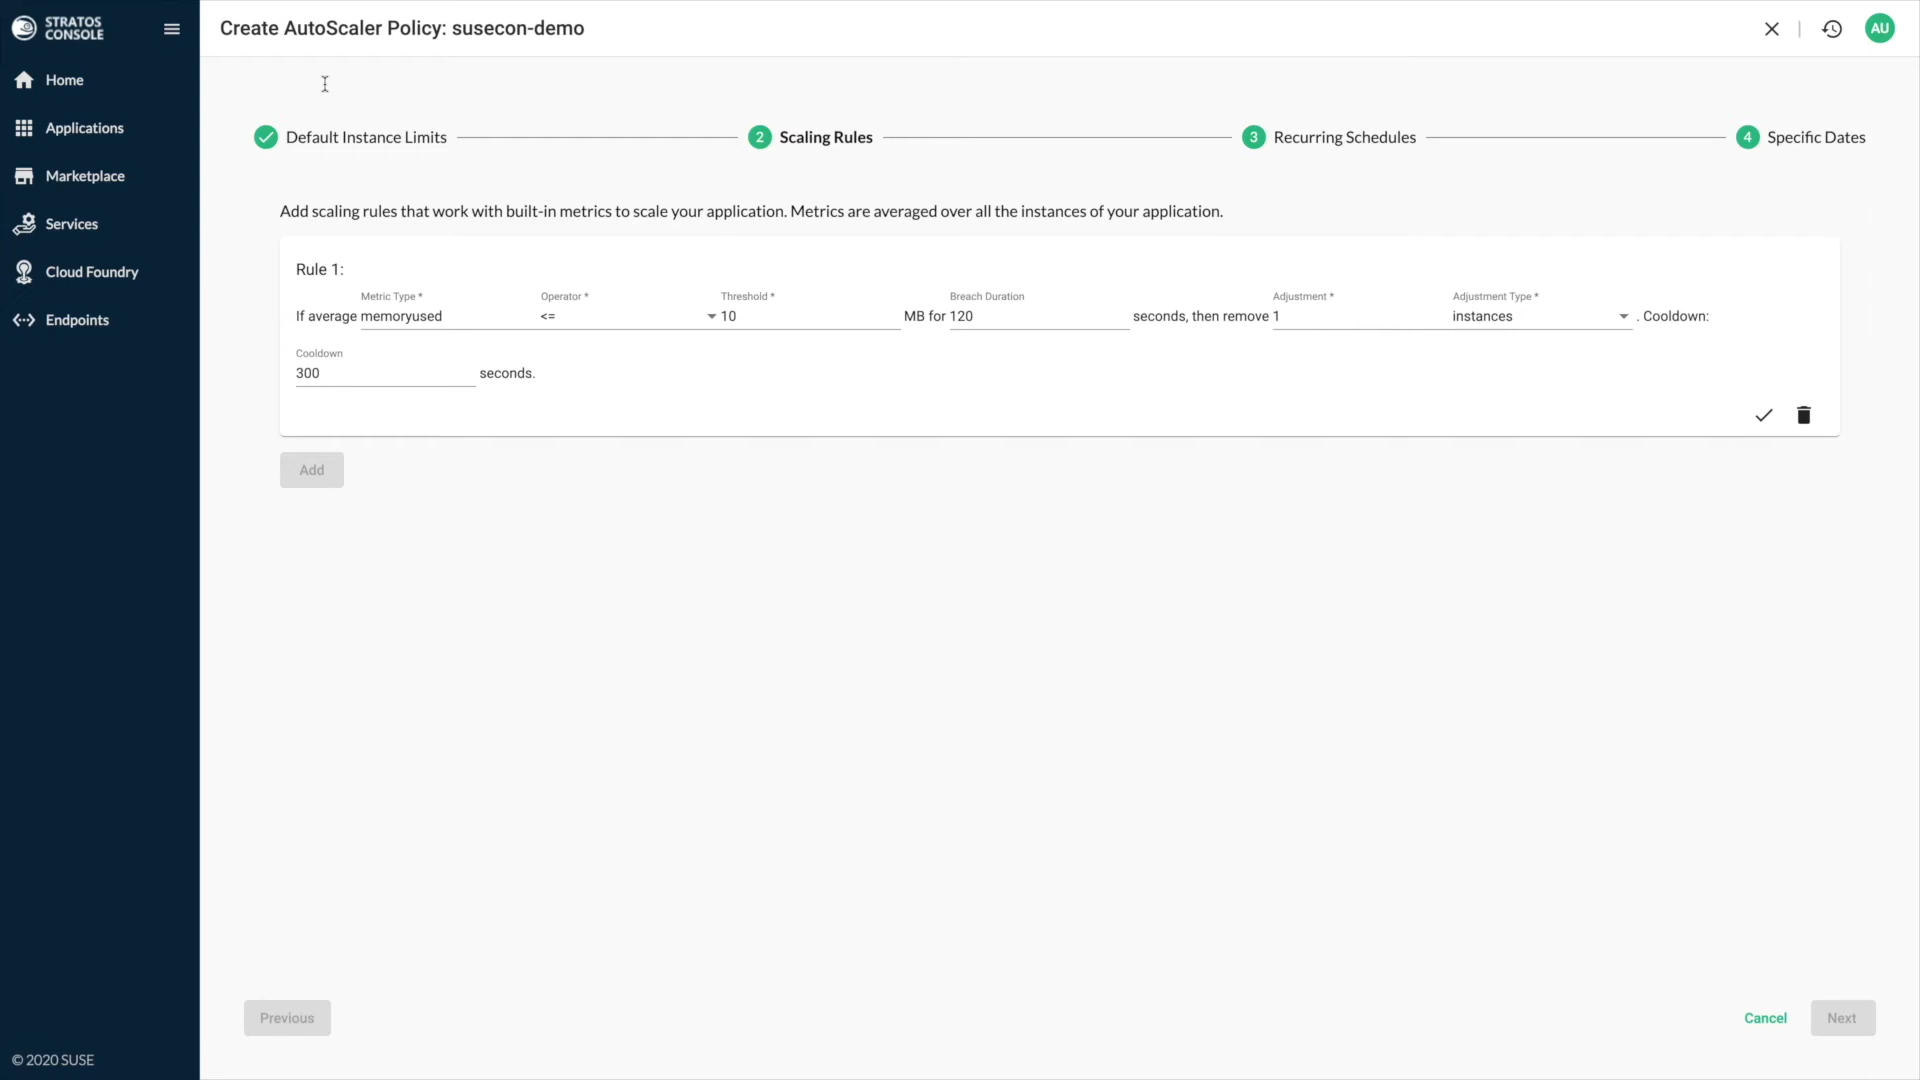 STRATOS
CONSOLE
Create AutoScaler Policy: susecon-demo
AU
Home
Applications
Marketplace
Services
Cloud Foundry
Endpoints
Default Instance Limits
2 Scaling Rules
3 Recurring Schedules
4 Specific Dates
Add scaling rules that work with built-in metrics to scale your application. Metrics are averaged over all the instances of your application.
Rule 1:
Metric Type * Operator * Threshold * Breach Duration Adjustment * Adjustment Type *
If average memoryused <= 10 MB for 120 seconds, then remove 1 instances . Cooldown:
Cooldown
300 seconds.
Add
Previous
Cancel
Next
© 2020 SUSE